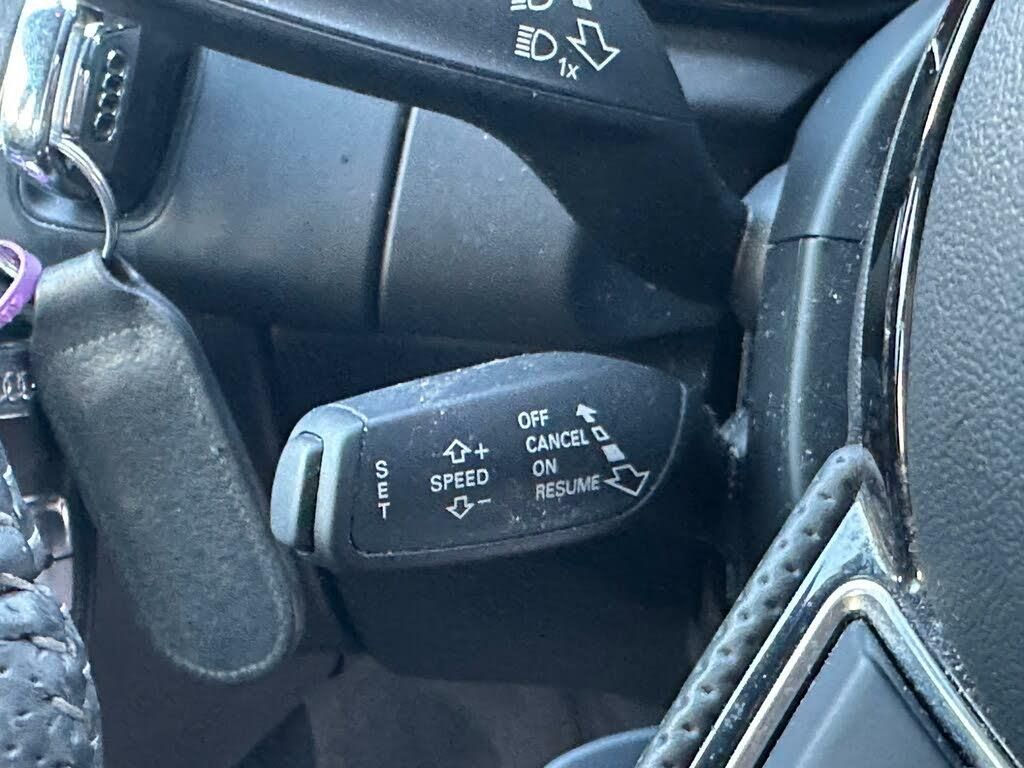 1x
SET
+
SPEED
−
OFF
CANCEL
ON
RESUME